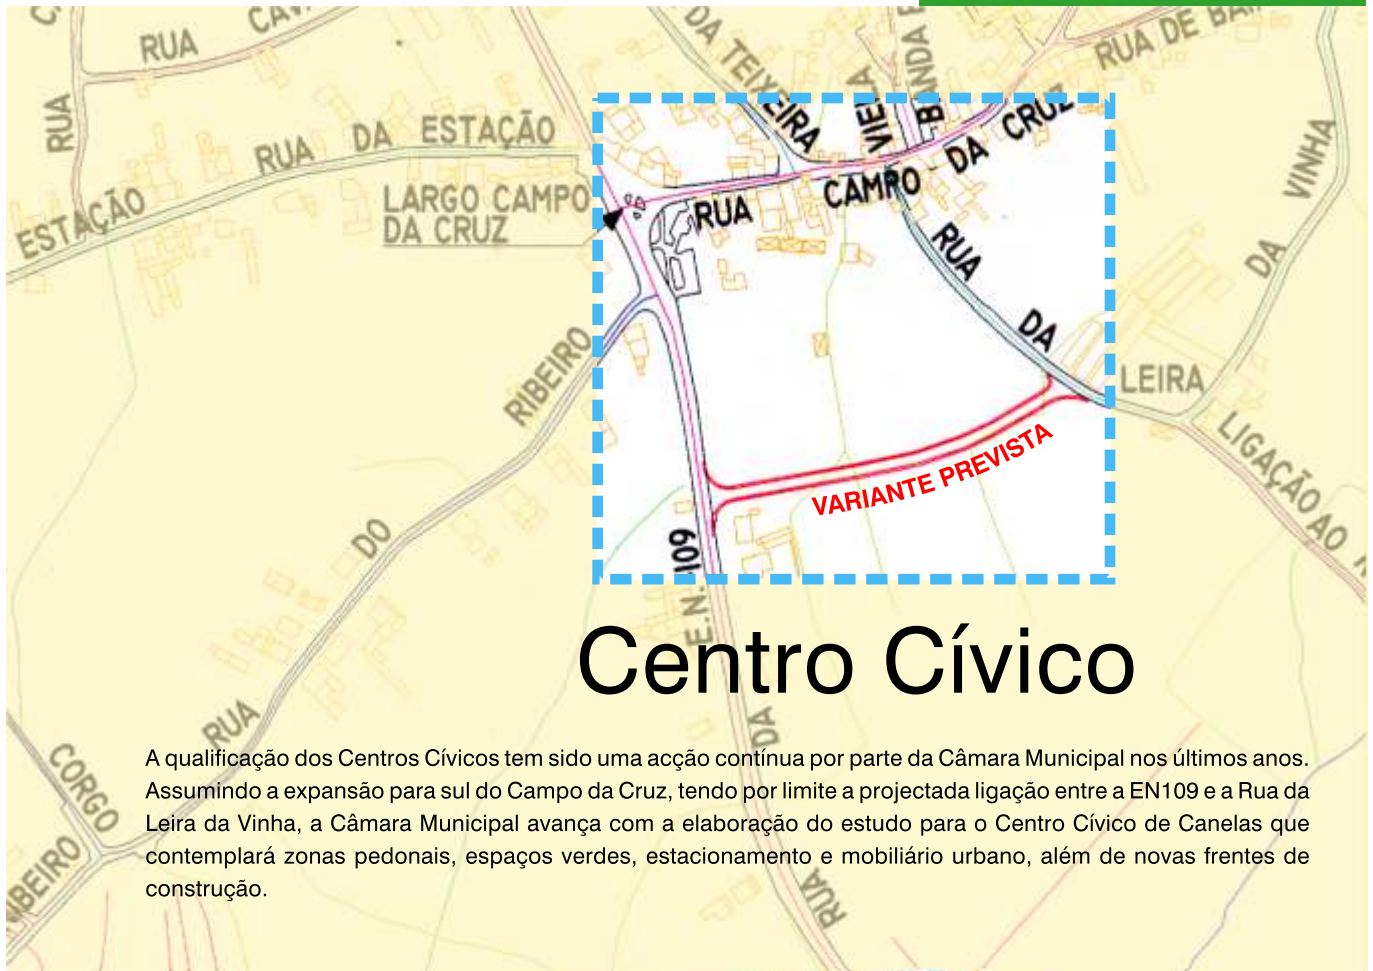 RUA
RUA DE
DA TEIXEIRA
VIELA
BANDA
RUA
RUA DA ESTAÇÃO
ESTAÇÃO
LARGO CAMPO
DA CRUZ
RUA CAMPO DA CRUZ
VINHA
DA
RUA DA LEIRA
RIBEIRO
DO
RUA
LIGAÇÃO AO
VARIANTE PREVISTA
E.N. 109
Centro Cívico
DA
CORGO
A qualificação dos Centros Cívicos tem sido uma acção contínua por parte da Câmara Municipal nos últimos anos.
Assumindo a expansão para sul do Campo da Cruz, tendo por limite a projectada ligação entre a EN109 e a Rua da
Leira da Vinha, a Câmara Municipal avança com a elaboração do estudo para o Centro Cívico de Canelas que
contemplará zonas pedonais, espaços verdes, estacionamento e mobiliário urbano, além de novas frentes de
construção.
RIBEIRO
RUA